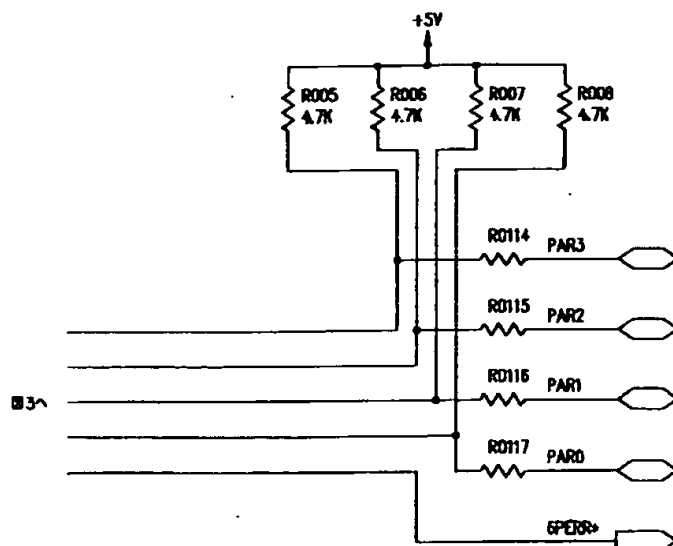 +5V
R005 R006 R007 R008
4.7K 4.7K 4.7K 4.7K
R0114 PAR3
R0115 PAR2
R0116 PAR1
R0117 PAR0